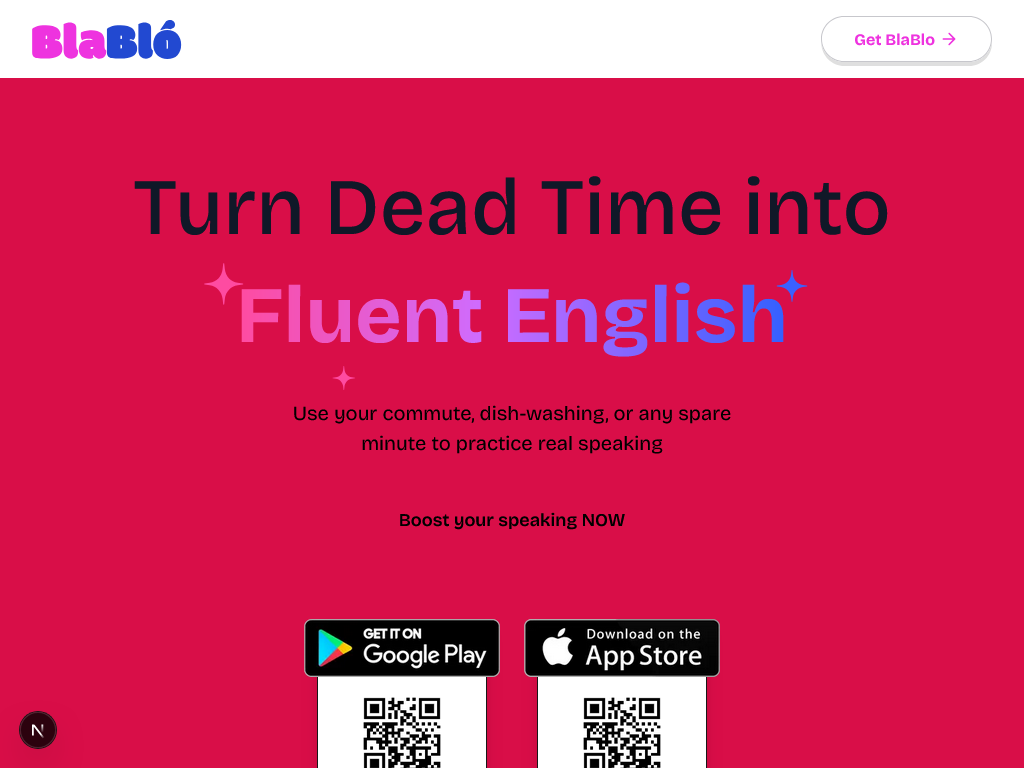 BlaBló
Get BlaBlo
Turn Dead Time into
Fluent English
Use your commute, dish-washing, or any spare
minute to practice real speaking
Boost your speaking NOW
GET IT ON
Google Play
Download on the
App Store
N